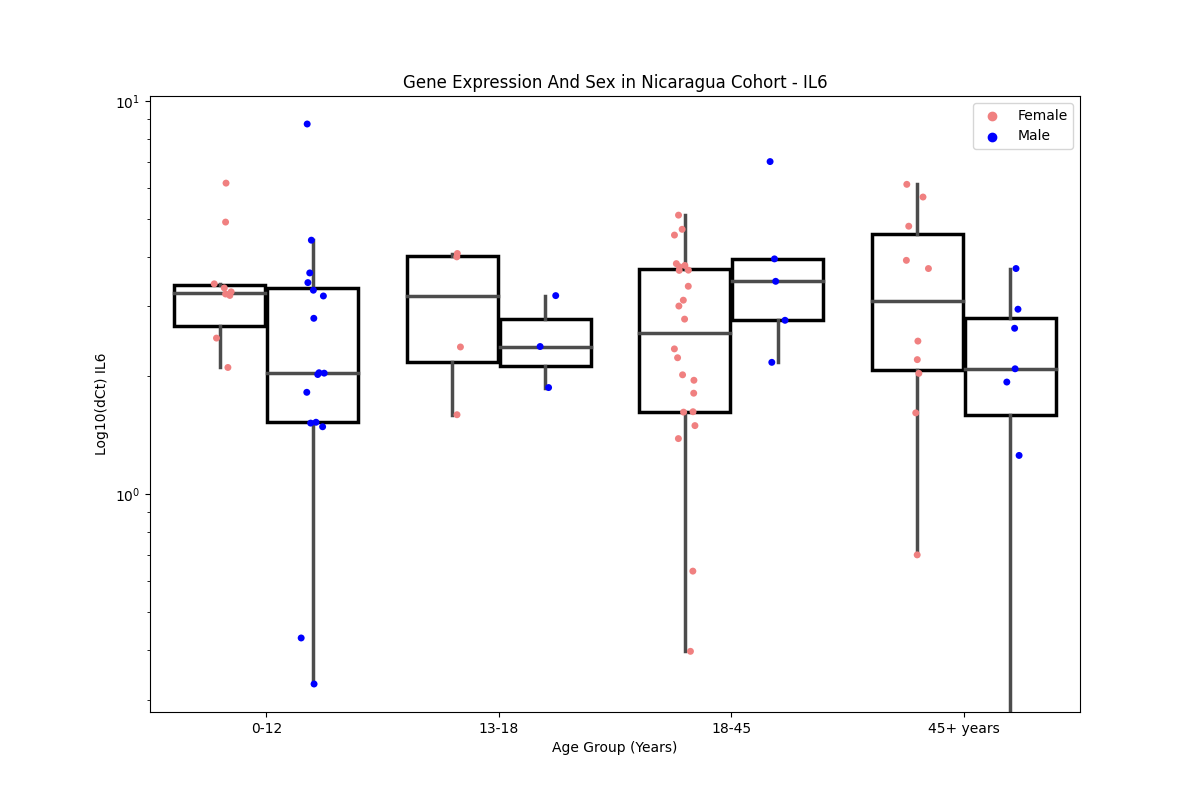 Gene Expression And Sex in Nicaragua Cohort - IL6
10¹
Female
Male
Log10(dCt) IL6
10⁰
0-12
13-18
18-45
45+ years
Age Group (Years)